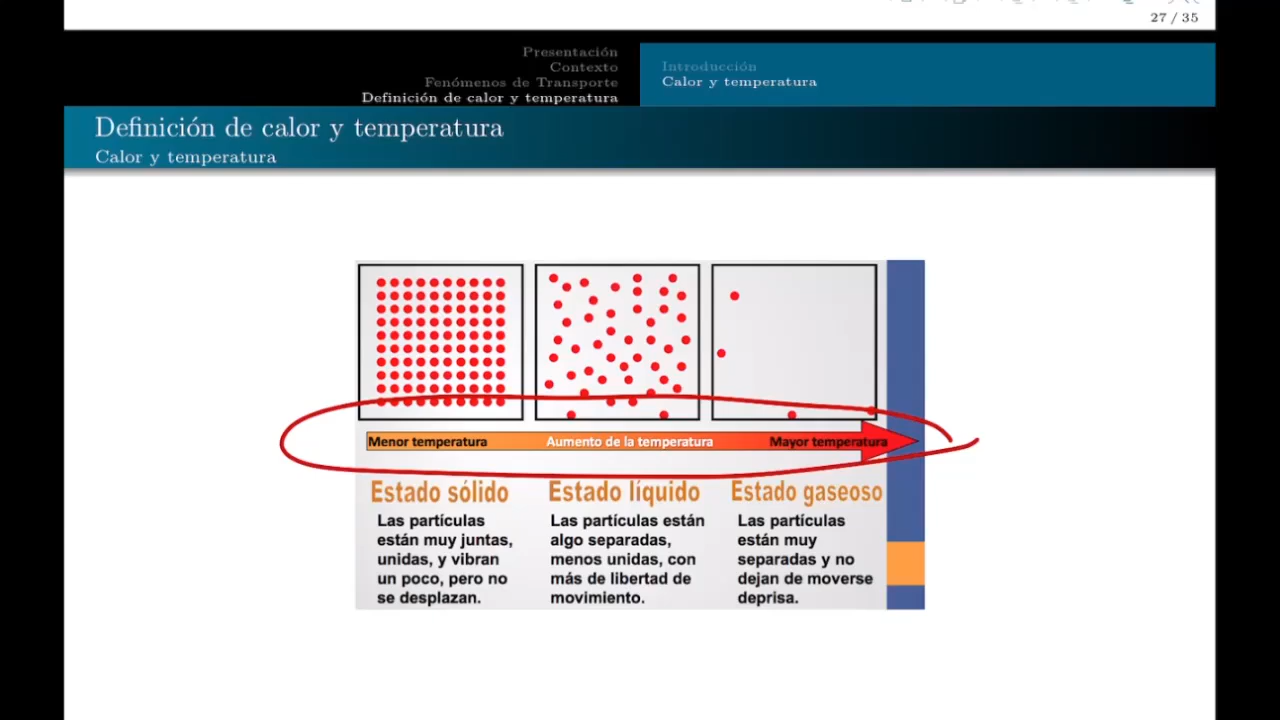 27 / 35
Presentación
Contexto
Fenómenos de Transporte
Definición de calor y temperatura
Introducción
Calor y temperatura
Definición de calor y temperatura
Calor y temperatura
Menor temperatura
Aumento de la temperatura
Mayor temperatura
Estado sólido
Las partículas
están muy juntas,
unidas, y vibran
un poco, pero no
se desplazan.
Estado líquido
Las partículas están
algo separadas,
menos unidas, con
más de libertad de
movimiento.
Estado gaseoso
Las partículas
están muy
separadas y no
dejan de moverse
deprisa.